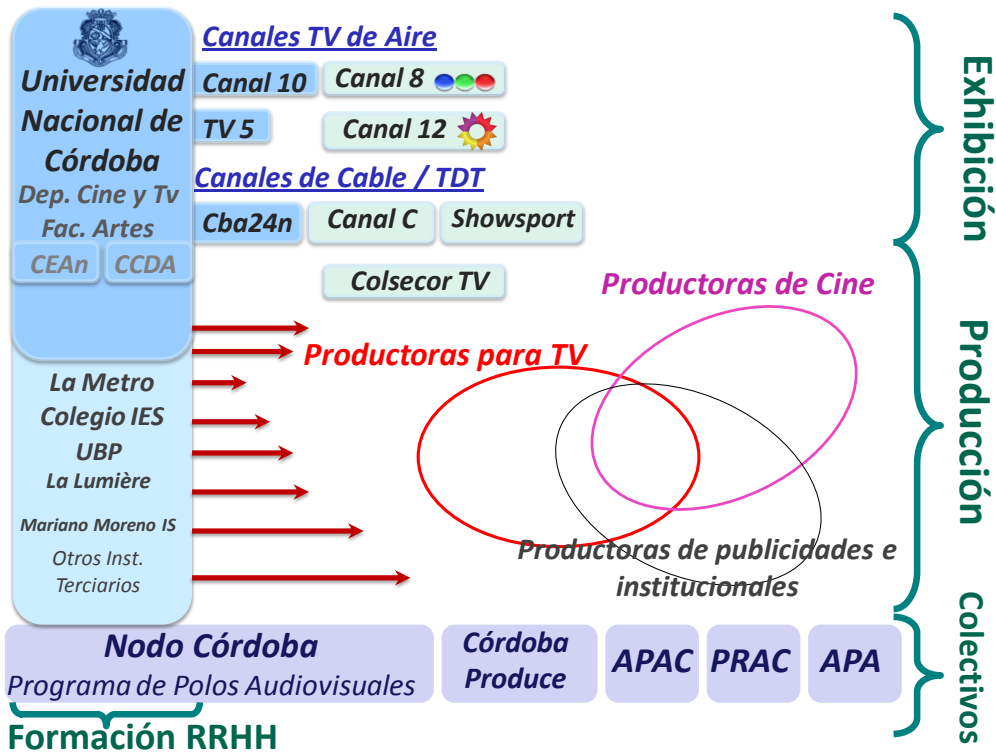 Universidad
Nacional de
Córdoba
Dep. Cine y Tv
Fac. Artes
CEAn CCDA
La Metro
Colegio IES
UBP
La Lumière
Mariano Moreno IS
Otros Inst.
Terciarios
Canales TV de Aire
Canal 10 Canal 8
TV 5 Canal 12
Canales de Cable / TDT
Cba24n Canal C Showsport
Colsecor TV
Productoras de Cine
Productoras para TV
Productoras de publicidades e
institucionales
Exhibición
Producción
Colectivos
Nodo Córdoba
Programa de Polos Audiovisuales
Córdoba
Produce
APAC PRAC APA
Formación RRHH